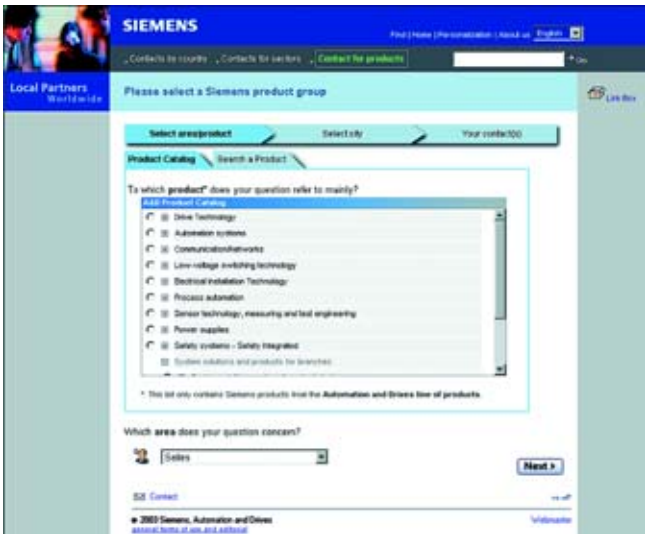 SIEMENS
Find | Home | Personalization | About us English
Contacts by country Contacts for sectors Contact for products
Go
Local Partners
Worldwide
Please select a Siemens product group
Link Box
Select area/product Select city Your contact(s)
Product Catalog Search a Product
To which product* does your question refer to mainly?
A&D Product Catalog
Drive Technology
Automation systems
Communication/Networks
Low-voltage switching technology
Electrical Installation Technology
Process automation
Sensor technology, measuring and test engineering
Power supplies
Safety systems - Safety Integrated
System solutions and products for branches
* This list only contains Siemens products from the Automation and Drives line of products.
Which area does your question concern?
Sales
Next >
Contact
© 2003 Siemens, Automation and Drives Webmaster
general terms of use and editorial